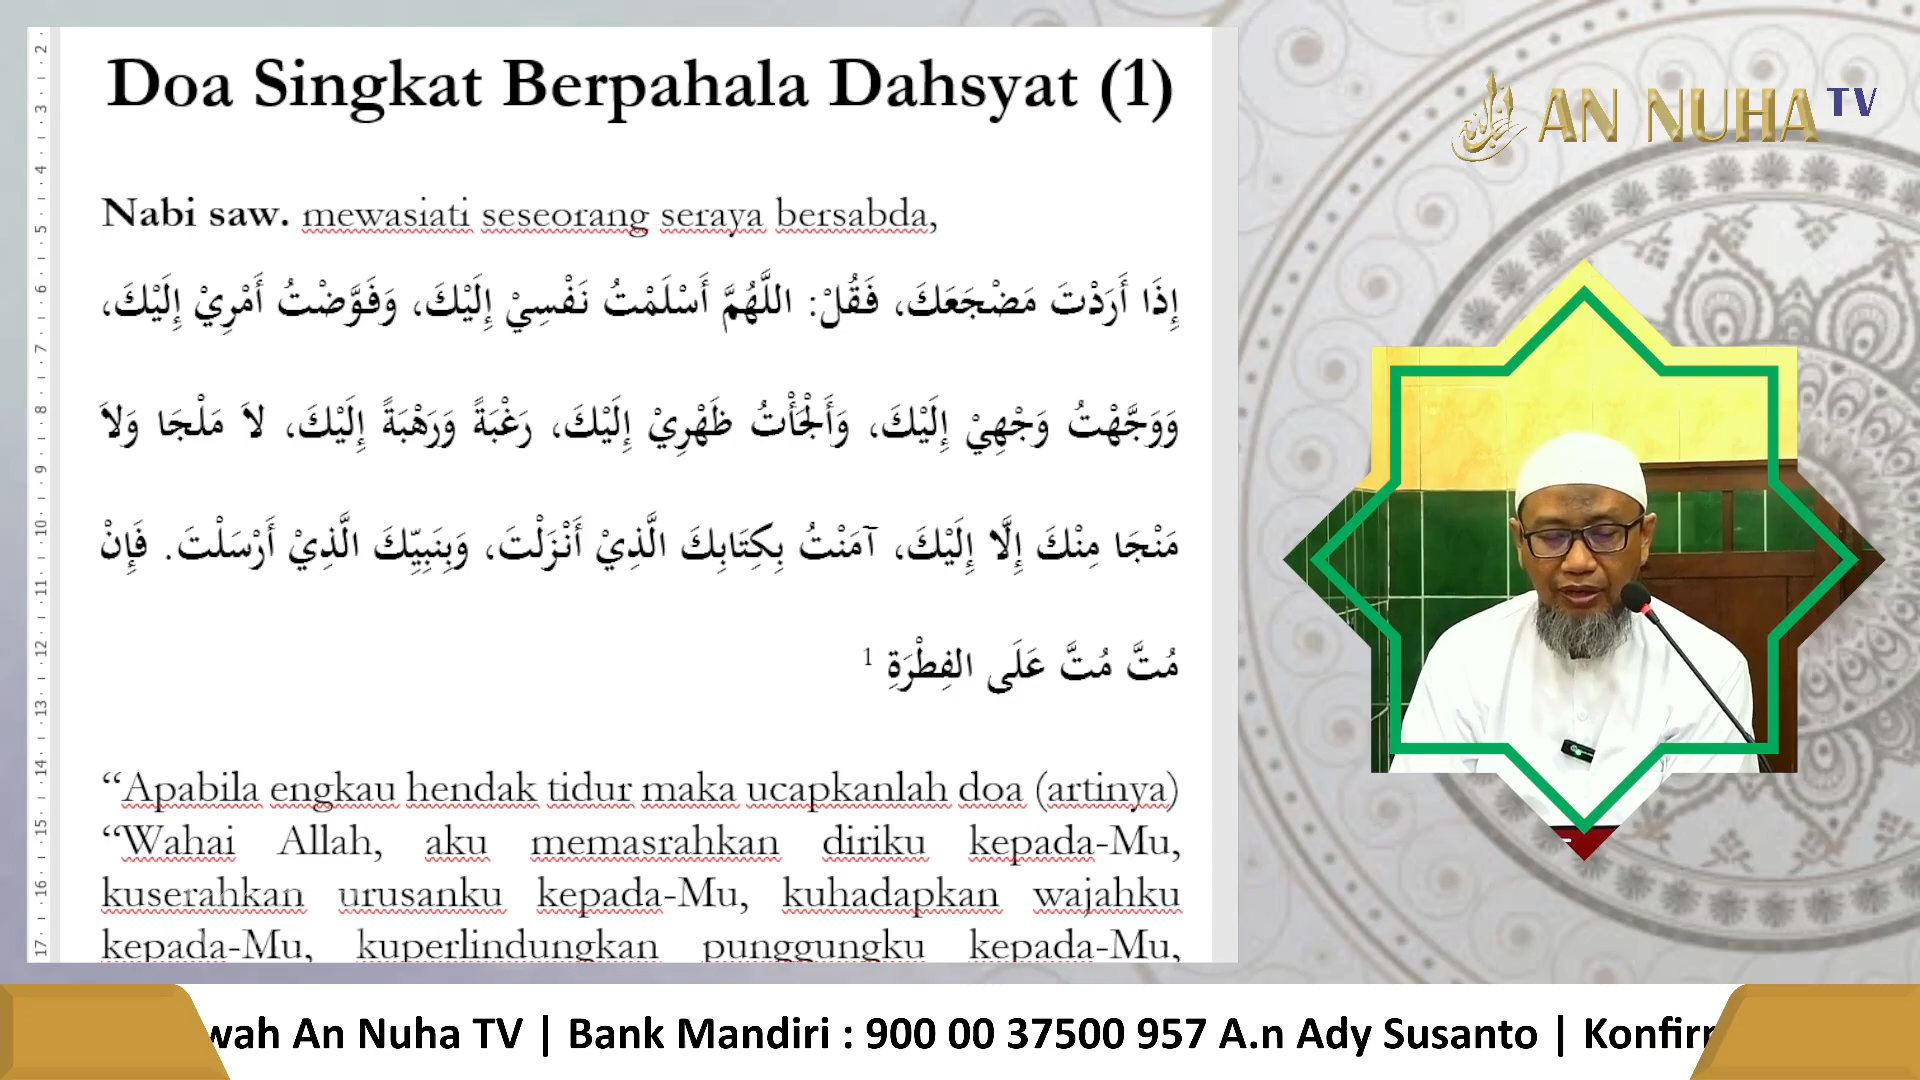 Doa Singkat Berpahala Dahsyat (1)
AN NUHA TV
Nabi saw. mewasiati seseorang seraya bersabda,
إِذَا أَرَدْتَ مَضْجَعَكَ، فَقُلْ: اللَّهُمَّ أَسْلَمْتُ نَفْسِيْ إِلَيْكَ، وَفَوَّضْتُ أَمْرِيْ إِلَيْكَ،
وَوَجَّهْتُ وَجْهِيْ إِلَيْكَ، وَأَلْجَأْتُ ظَهْرِيْ إِلَيْكَ، رَغْبَةً وَرَهْبَةً إِلَيْكَ، لاَ مَلْجَا وَلاَ
مَنْجَا مِنْكَ إِلَّا إِلَيْكَ، آمَنْتُ بِكِتَابِكَ الَّذِيْ أَنْزَلْتَ، وَبِنَبِيِّكَ الَّذِيْ أَرْسَلْتَ. فَإِنْ
مُتَّ مُتَّ عَلَى الفِطْرَةِ 1
“Apabila engkau hendak tidur maka ucapkanlah doa (artinya)
“Wahai Allah, aku memasrahkan diriku kepada-Mu,
kuserahkan urusanku kepada-Mu, kuhadapkan wajahku
kepada-Mu, kuperlindungkan punggungku kepada-Mu,
wah An Nuha TV | Bank Mandiri : 900 00 37500 957 A.n Ady Susanto | Konfir